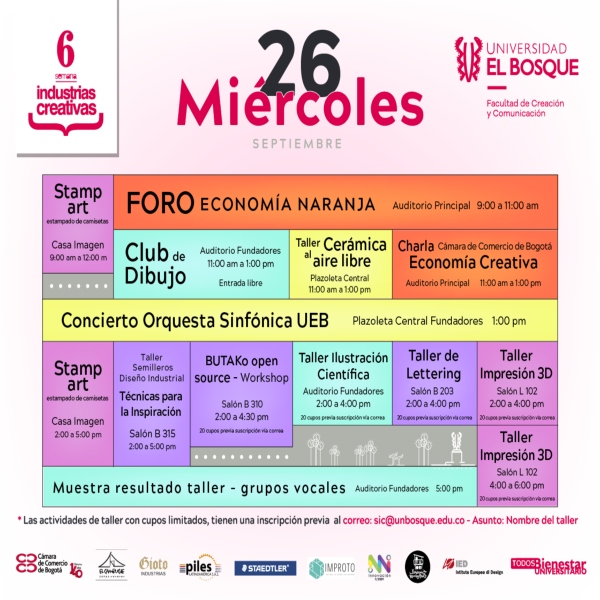 6
semana
industrias
creativas
26
Miércoles
SEPTIEMBRE
UNIVERSIDAD
EL BOSQUE
Facultad de Creación
y Comunicación
Stamp
art
estampado de camisetas
Casa Imagen
9:00 am a 12:00 m
FORO ECONOMÍA NARANJA Auditorio Principal 9:00 a 11:00 am
Club de
Dibujo
Auditorio Fundadores
11:00 am a 1:00 pm
Entrada libre
Taller Cerámica
al aire libre
Plazoleta Central
11:00 am a 1:00 pm
Charla Cámara de Comercio de Bogotá
Economía Creativa
Auditorio Principal 11:00 am a 1:00 pm
Concierto Orquesta Sinfónica UEB Plazoleta Central Fundadores 1:00 pm
Stamp
art
estampado de camisetas
Casa Imagen
2:00 a 5:00 pm
Taller
Semilleros
Diseño Industrial
Técnicas para
la Inspiración
Salón B 315
2:00 a 5:00 pm
BUTAKo open
source - Workshop
Salón B 310
2:00 a 4:30 pm
20 cupos previa suscripción vía correa
Taller Ilustración
Científica
Auditorio Fundadores
2:00 a 4:00 pm
20 cupos previa suscripción vía correa
Taller de
Lettering
Salón B 203
2:00 a 4:00 pm
20 cupos previa suscripción vía correa
Taller
Impresión 3D
Salón L 102
2:00 a 4:00 pm
20 cupos previa suscripción vía correa
Taller
Impresión 3D
Salón L 102
4:00 a 6:00 pm
20 cupos previa suscripción vía correa
Muestra resultado taller - grupos vocales Auditorio Fundadores 5:00 pm
* Las actividades de taller con cupos limitados, tienen una inscripción previa al correo: sic@unbosque.edu.co - Asunto: Nombre del taller
Cámara
de Comercio
de Bogotá
Gioto
INDUSTRIAS
piles
STAEDTLER
IMPROTO
IED
Istituto Europeo di Design
TODOS Bienestar
UNIVERSITARIO